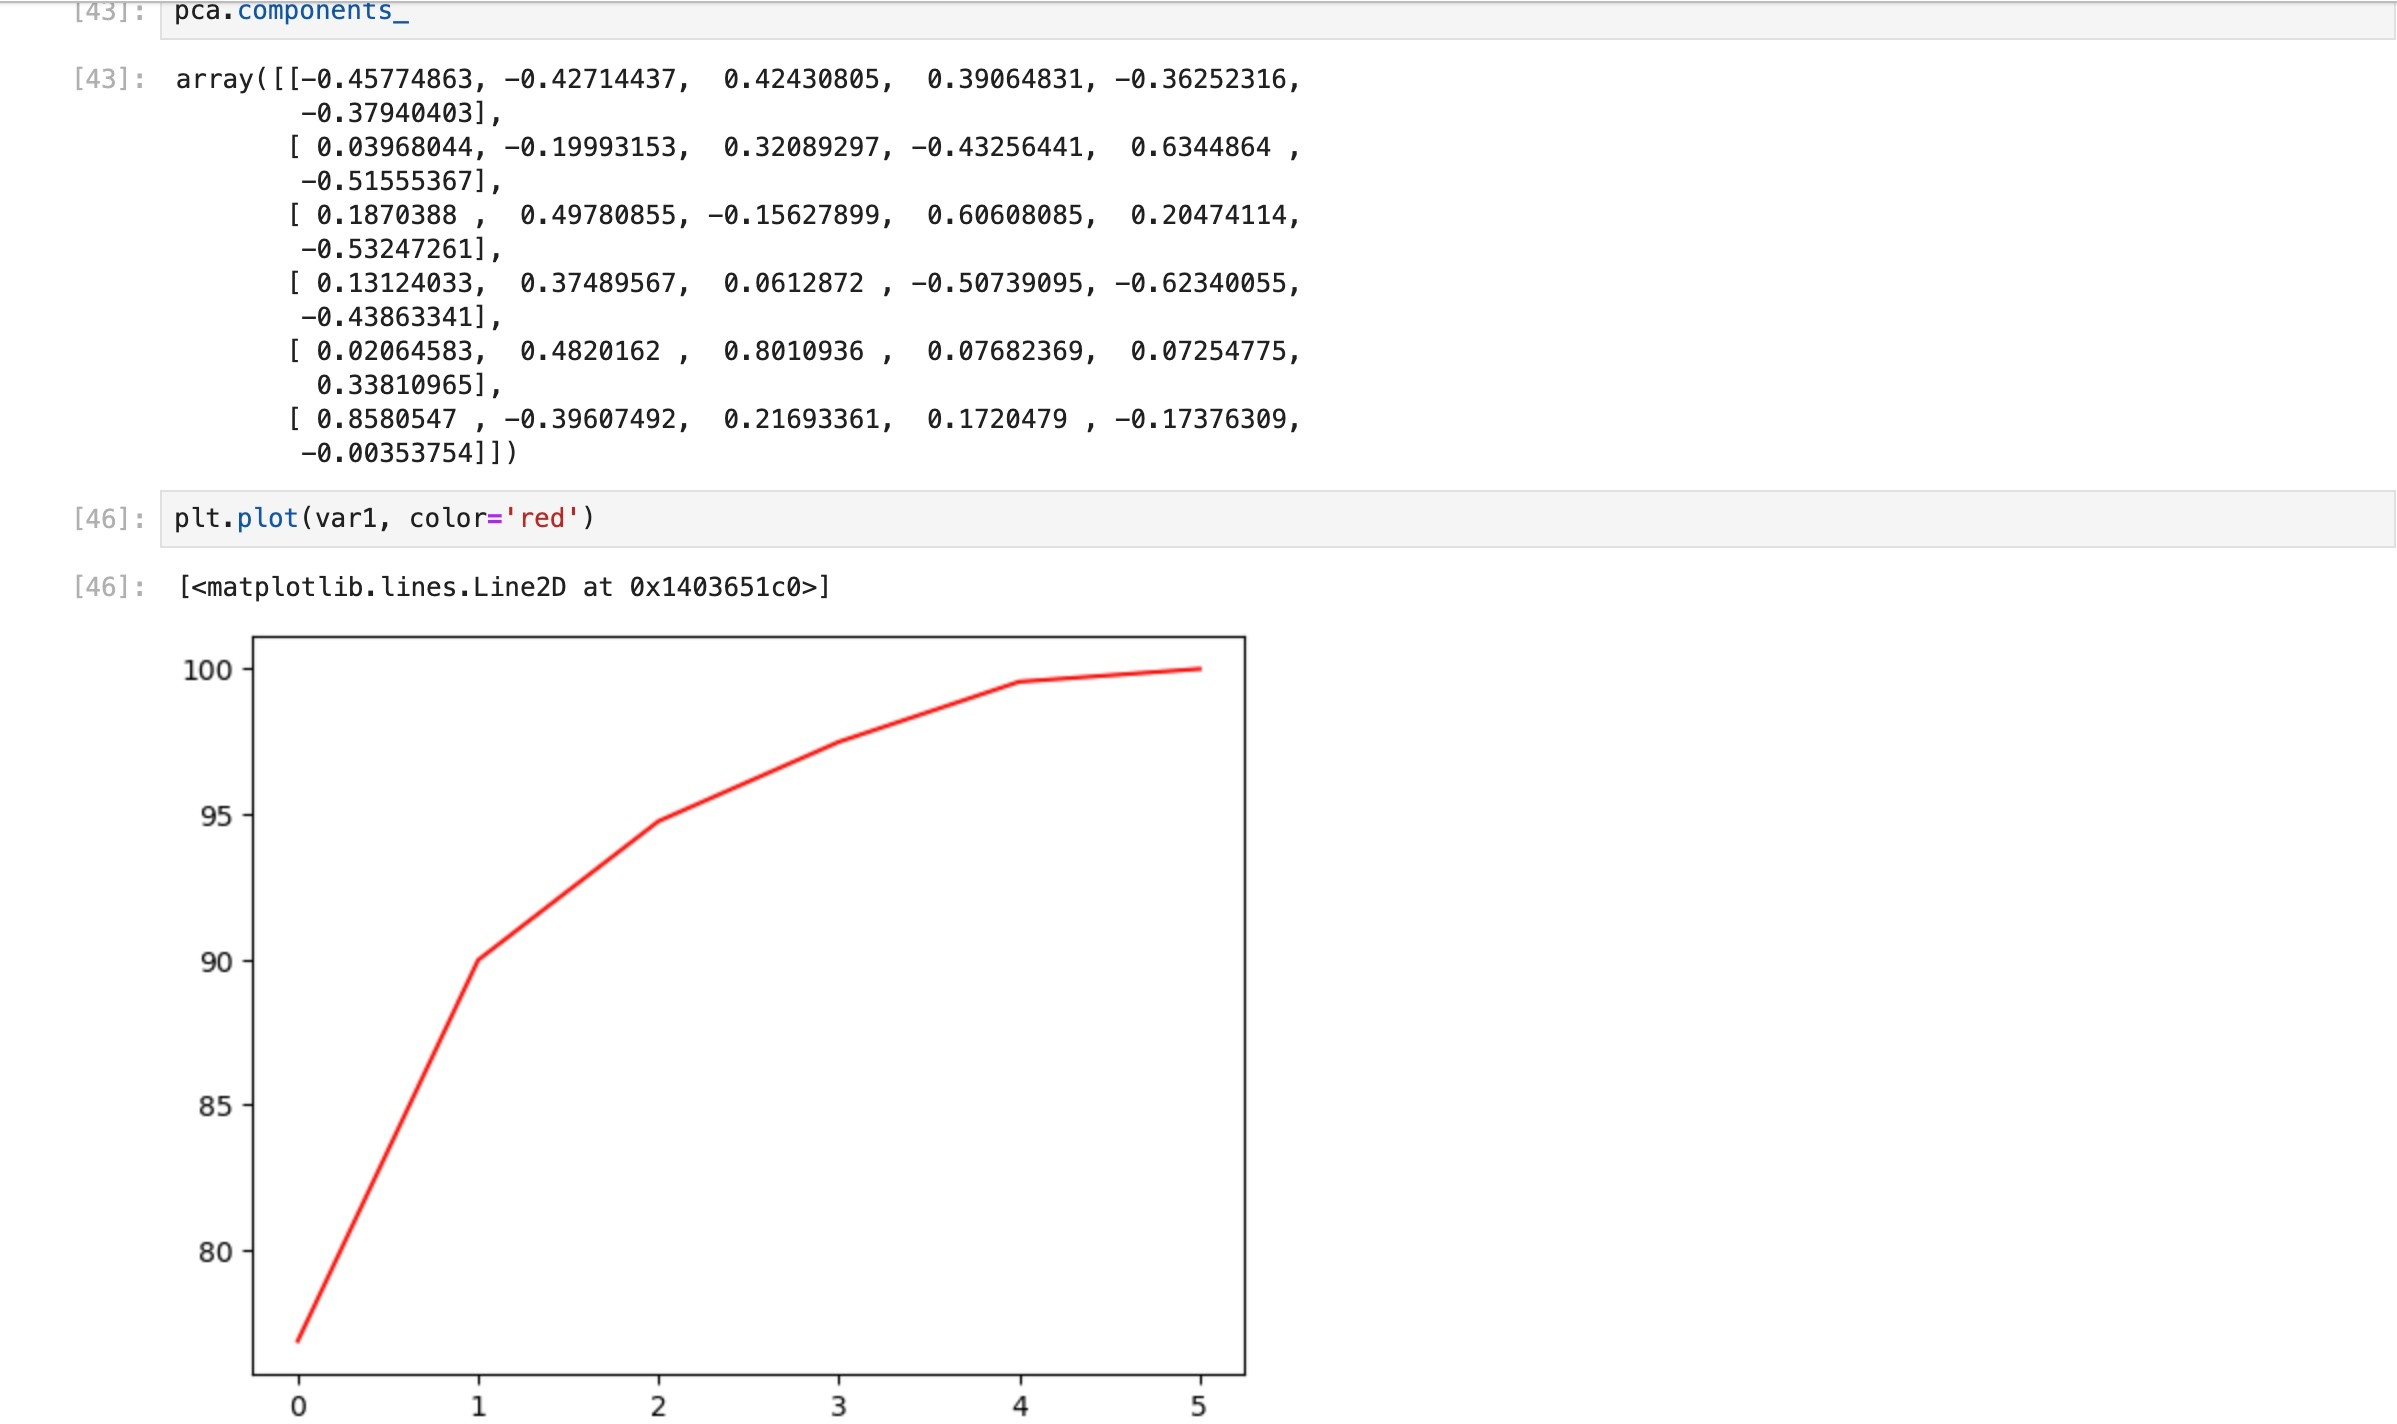 [43]: pca.components_
[43]: array([[-0.45774863, -0.42714437,  0.42430805,  0.39064831, -0.36252316,
-0.37940403],
[ 0.03968044, -0.19993153,  0.32089297, -0.43256441,  0.6344864 ,
-0.51555367],
[ 0.1870388 ,  0.49780855, -0.15627899,  0.60608085,  0.20474114,
-0.53247261],
[ 0.13124033,  0.37489567,  0.0612872 , -0.50739095, -0.62340055,
-0.43863341],
[ 0.02064583,  0.4820162 ,  0.8010936 ,  0.07682369,  0.07254775,
0.33810965],
[ 0.8580547 , -0.39607492,  0.21693361,  0.1720479 , -0.17376309,
-0.00353754]])
[46]: plt.plot(var1, color='red')
[46]: [<matplotlib.lines.Line2D at 0x1403651c0>]
100
95
90
85
80
0 1 2 3 4 5